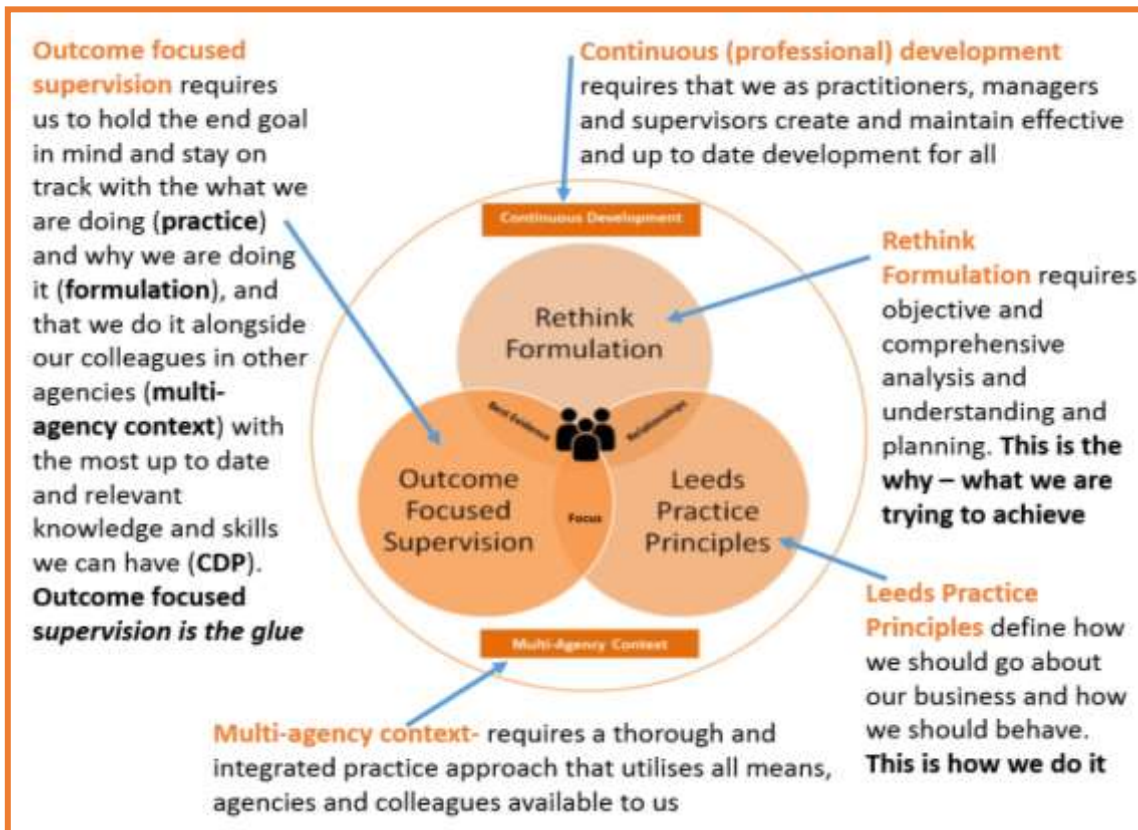 Outcome focused
supervision requires
us to hold the end goal
in mind and stay on
track with the what we
are doing (practice)
and why we are doing
it (formulation), and
that we do it alongside
our colleagues in other
agencies (multi-
agency context) with
the most up to date
and relevant
knowledge and skills
we can have (CDP).
Outcome focused
supervision is the glue
Continuous (professional) development
requires that we as practitioners, managers
and supervisors create and maintain effective
and up to date development for all
Continuous Development
Rethink
Formulation
Best Evidence
Relationships
Outcome
Focused
Supervision
Focus
Leeds
Practice
Principles
Multi-Agency Context
Rethink
Formulation requires
objective and
comprehensive
analysis and
understanding and
planning. This is the
why – what we are
trying to achieve
Leeds Practice
Principles define how
we should go about
our business and how
we should behave.
This is how we do it
Multi-agency context- requires a thorough and
integrated practice approach that utilises all means,
agencies and colleagues available to us